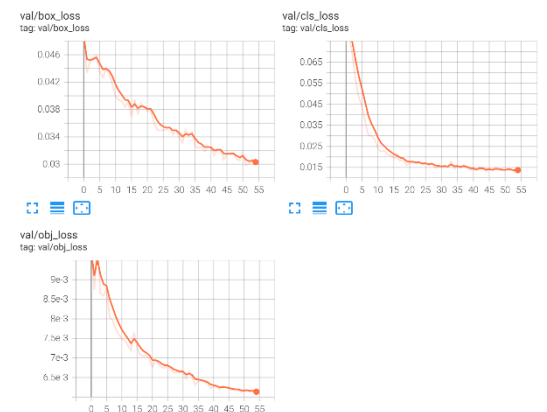 val/box_loss
tag: val/box_loss
0.046
0.042
0.038
0.034
0.03
0 5 10 15 20 25 30 35 40 45 50 55
val/cls_loss
tag: val/cls_loss
0.065
0.055
0.045
0.035
0.025
0.015
0 5 10 15 20 25 30 35 40 45 50 55
val/obj_loss
tag: val/obj_loss
9e-3
8.5e-3
8e-3
7.5e-3
7e-3
6.5e-3
0 5 10 15 20 25 30 35 40 45 50 55